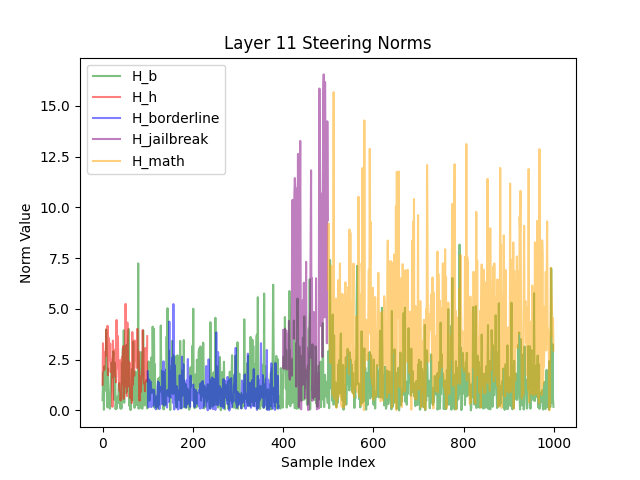 Layer 11 Steering Norms
H_b
H_h
H_borderline
H_jailbreak
H_math
Norm Value
15.0
12.5
10.0
7.5
5.0
2.5
0.0
0 200 400 600 800 1000
Sample Index